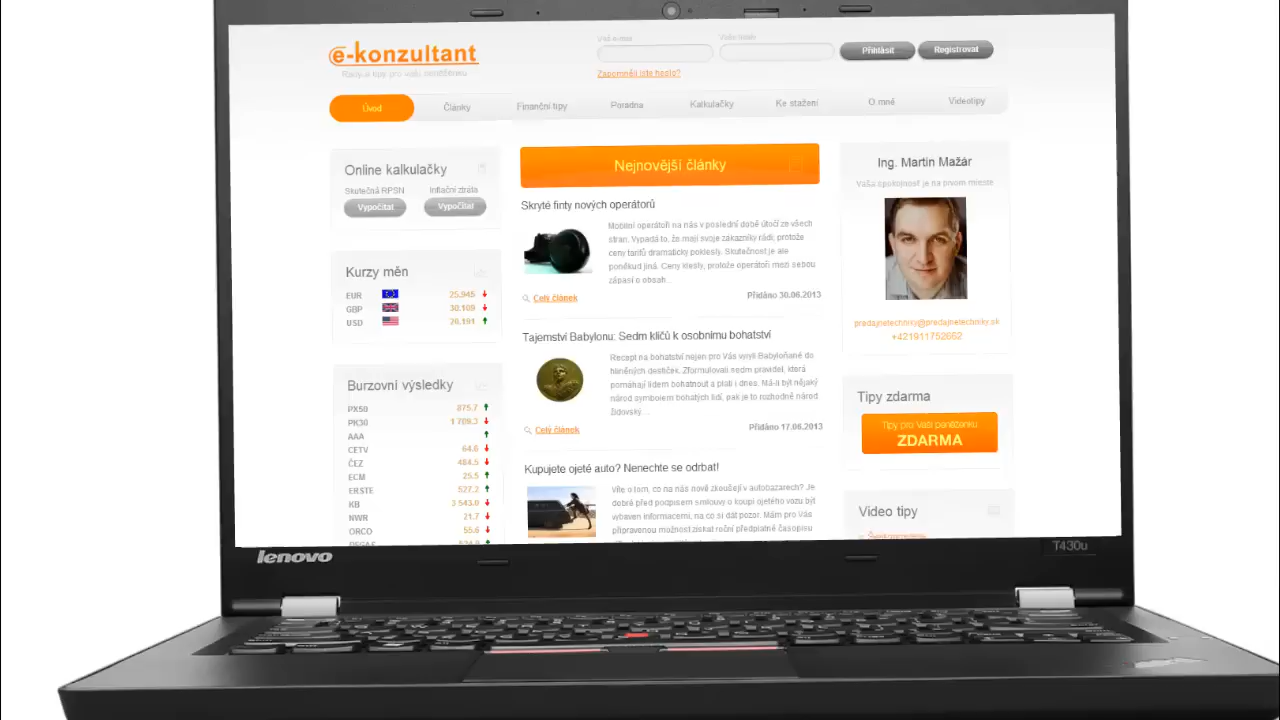 e-konzultant
Rady a tipy pro vaši peněženku
Zapomněli jste heslo?
Přihlásit
Registrovat
Úvod
Články
Finanční tipy
Poradna
Kalkulačky
Ke stažení
O mně
Videotipy
Online kalkulačky
Skutečná RPSN
Inflační ztráta
Vypočítat
Vypočítat
Kurzy měn
EUR 25.945
GBP 30.109
USD 20.191
Burzovní výsledky
PX50 875.7
PK30 1 789.3
AAA
CETV 64.6
ČEZ 484.5
ECM 25.5
ERSTE 527.2
KB 3 543.0
NWR 21.7
ORCO 55.6
Nejnovější články
Skryté finty nových operátorů
Mobilní operátoři na nás v poslední době útočí ze všech
stran. Vypadá to, že mají svoje zákazníky rádi, protože
ceny tarifů dramaticky poklesly. Skutečnost je ale
poněkud jiná. Ceny klesly, protože operátoři mezi sebou
zápasí o obsah...
Celý článek
Přidáno 30.06.2013
Tajemství Babylonu: Sedm klíčů k osobnímu bohatství
Recept na bohatství nejen pro Vás vyryli Babyloňané do
hliněných destiček. Zformulovali sedm pravidel, která
pomáhají lidem bohatnout a platí i dnes. Má-li být nějaký
národ symbolem bohatých lidí, pak je to rozhodně národ
židovský...
Celý článek
Přidáno 17.06.2013
Kupujete ojeté auto? Nenechte se odrbat!
Víte o tom, co na nás nově zkoušejí v autobazarech? Je
dobré před podpisem smlouvy o koupi ojetého vozu být
vybaven informacemi, na co si dát pozor. Mám pro Vás
připravenou možnost získat roční předplatné časopisu
Ing. Martin Mažár
Vaša spokojnosť je na prvom mieste
predajnetechniky@predajnetechniky.sk
+421911752652
Tipy zdarma
Tipy pro Vaši peněženku
ZDARMA
Video tipy
lenovo
T430u